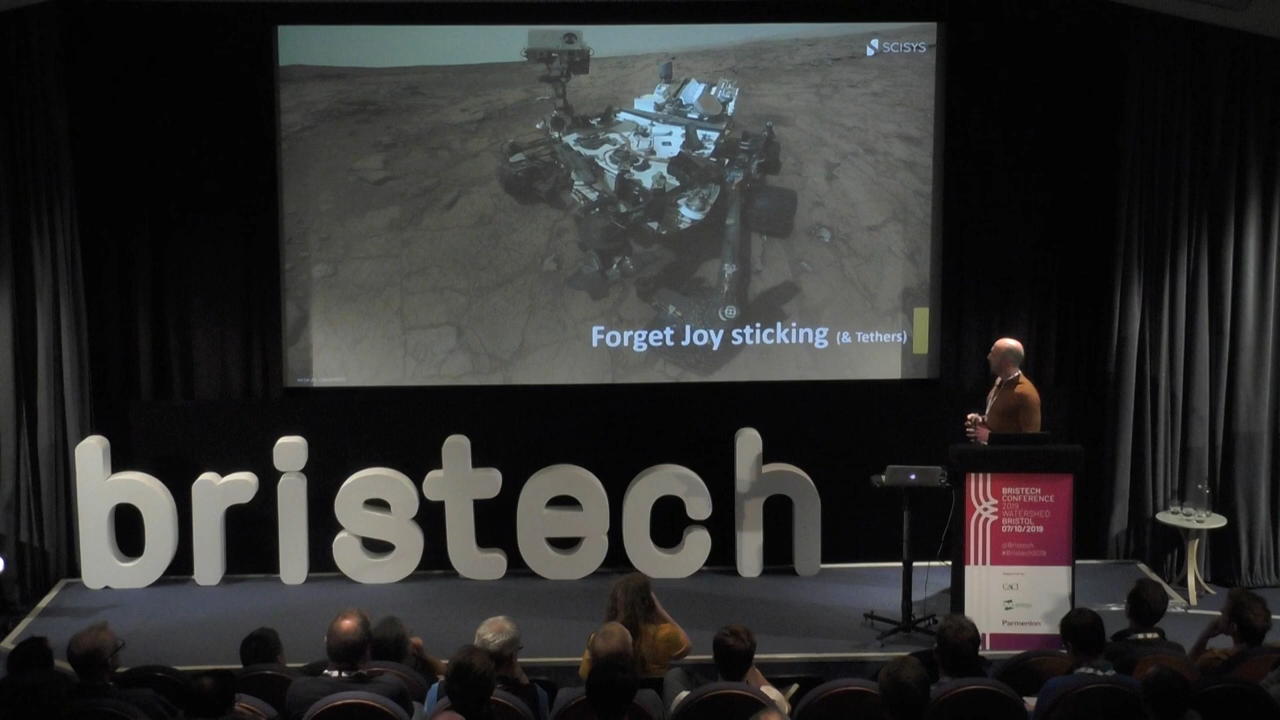 SCISYS
Forget Joy sticking (& Tethers)
bristech
BRISTECH
CONFERENCE
2019
WATERSHED
BRISTOL
07/10/2019
@Bristech
#Bristech2019
CACI
Parmenion